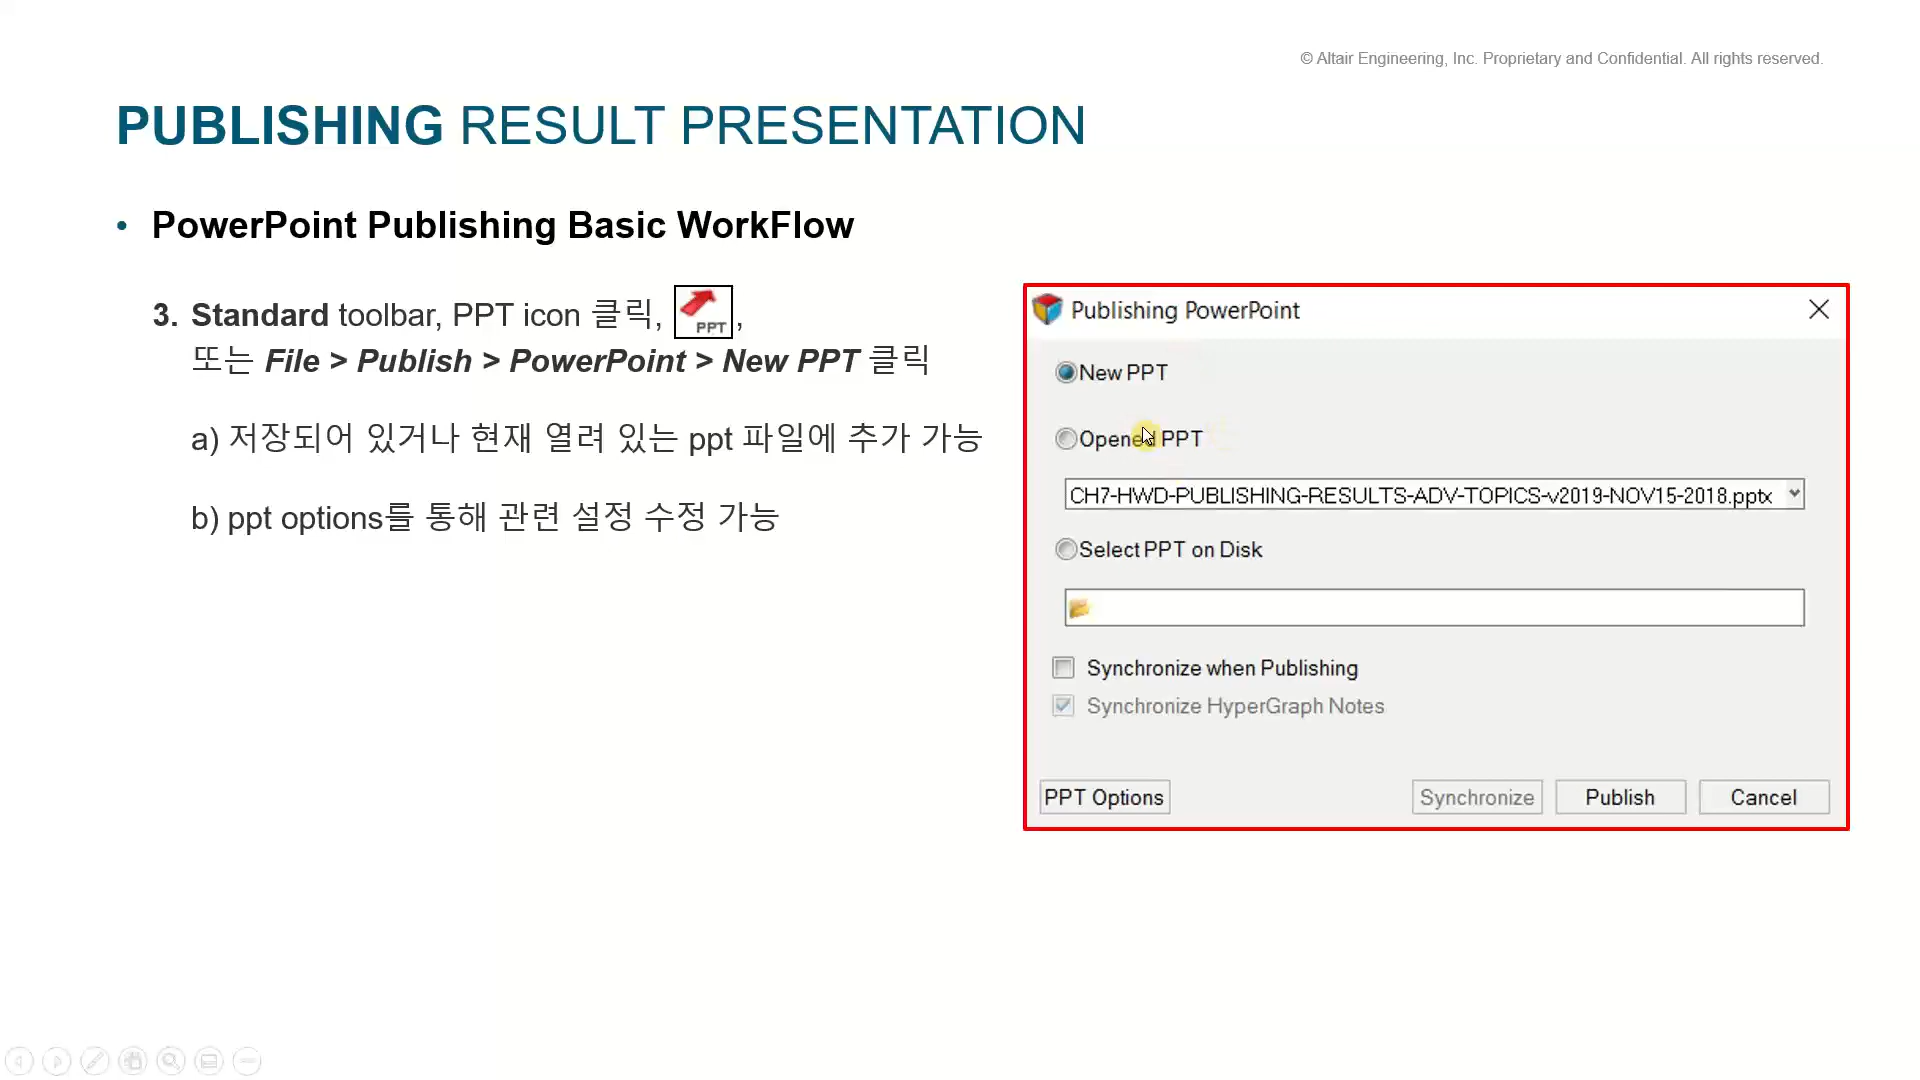 © Altair Engineering, Inc. Proprietary and Confidential. All rights reserved.
PUBLISHING RESULT PRESENTATION
• PowerPoint Publishing Basic WorkFlow
3. Standard toolbar, PPT icon 클릭, PPT ,
또는 File > Publish > PowerPoint > New PPT 클릭
a) 저장되어 있거나 현재 열려 있는 ppt 파일에 추가 가능
b) ppt options를 통해 관련 설정 수정 가능
Publishing PowerPoint
New PPT
Opened PPT
CH7-HWD-PUBLISHING-RESULTS-ADV-TOPICS-v2019-NOV15-2018.pptx
Select PPT on Disk
Synchronize when Publishing
Synchronize HyperGraph Notes
PPT Options
Synchronize
Publish
Cancel